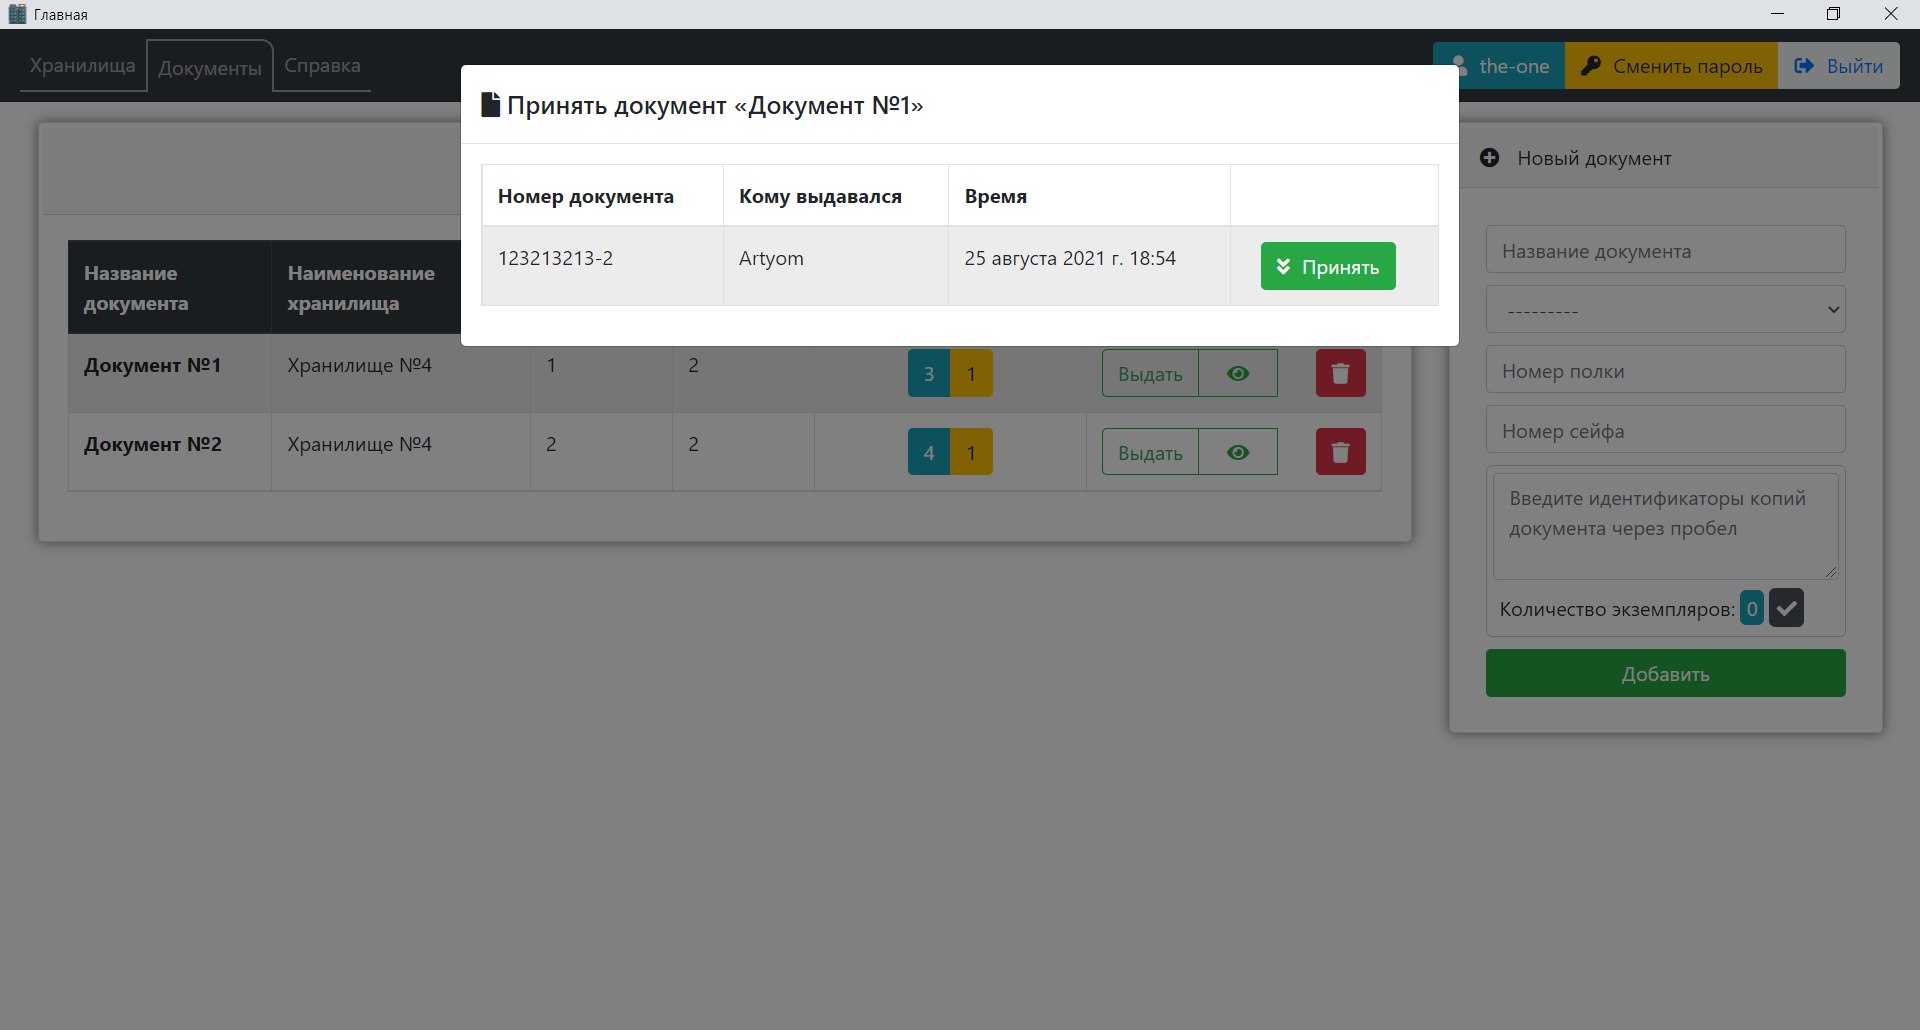 Главная
Хранилища Документы Справка
the-one Сменить пароль Выйти
Принять документ «Документ №1»
Номер документа Кому выдавался Время
123213213-2 Artyom 25 августа 2021 г. 18:54 Принять
Название документа Наименование хранилища
Документ №1 Хранилище №4 1 2 3 1 Выдать
Документ №2 Хранилище №4 2 2 4 1 Выдать
Новый документ
Название документа
---------
Номер полки
Номер сейфа
Введите идентификаторы копий
документа через пробел
Количество экземпляров: 0
Добавить